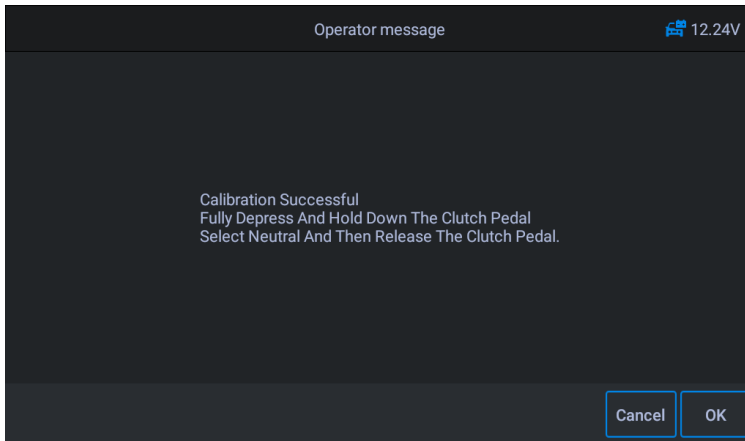 Operator message
12.24V
Calibration Successful
Fully Depress And Hold Down The Clutch Pedal
Select Neutral And Then Release The Clutch Pedal.
Cancel
OK